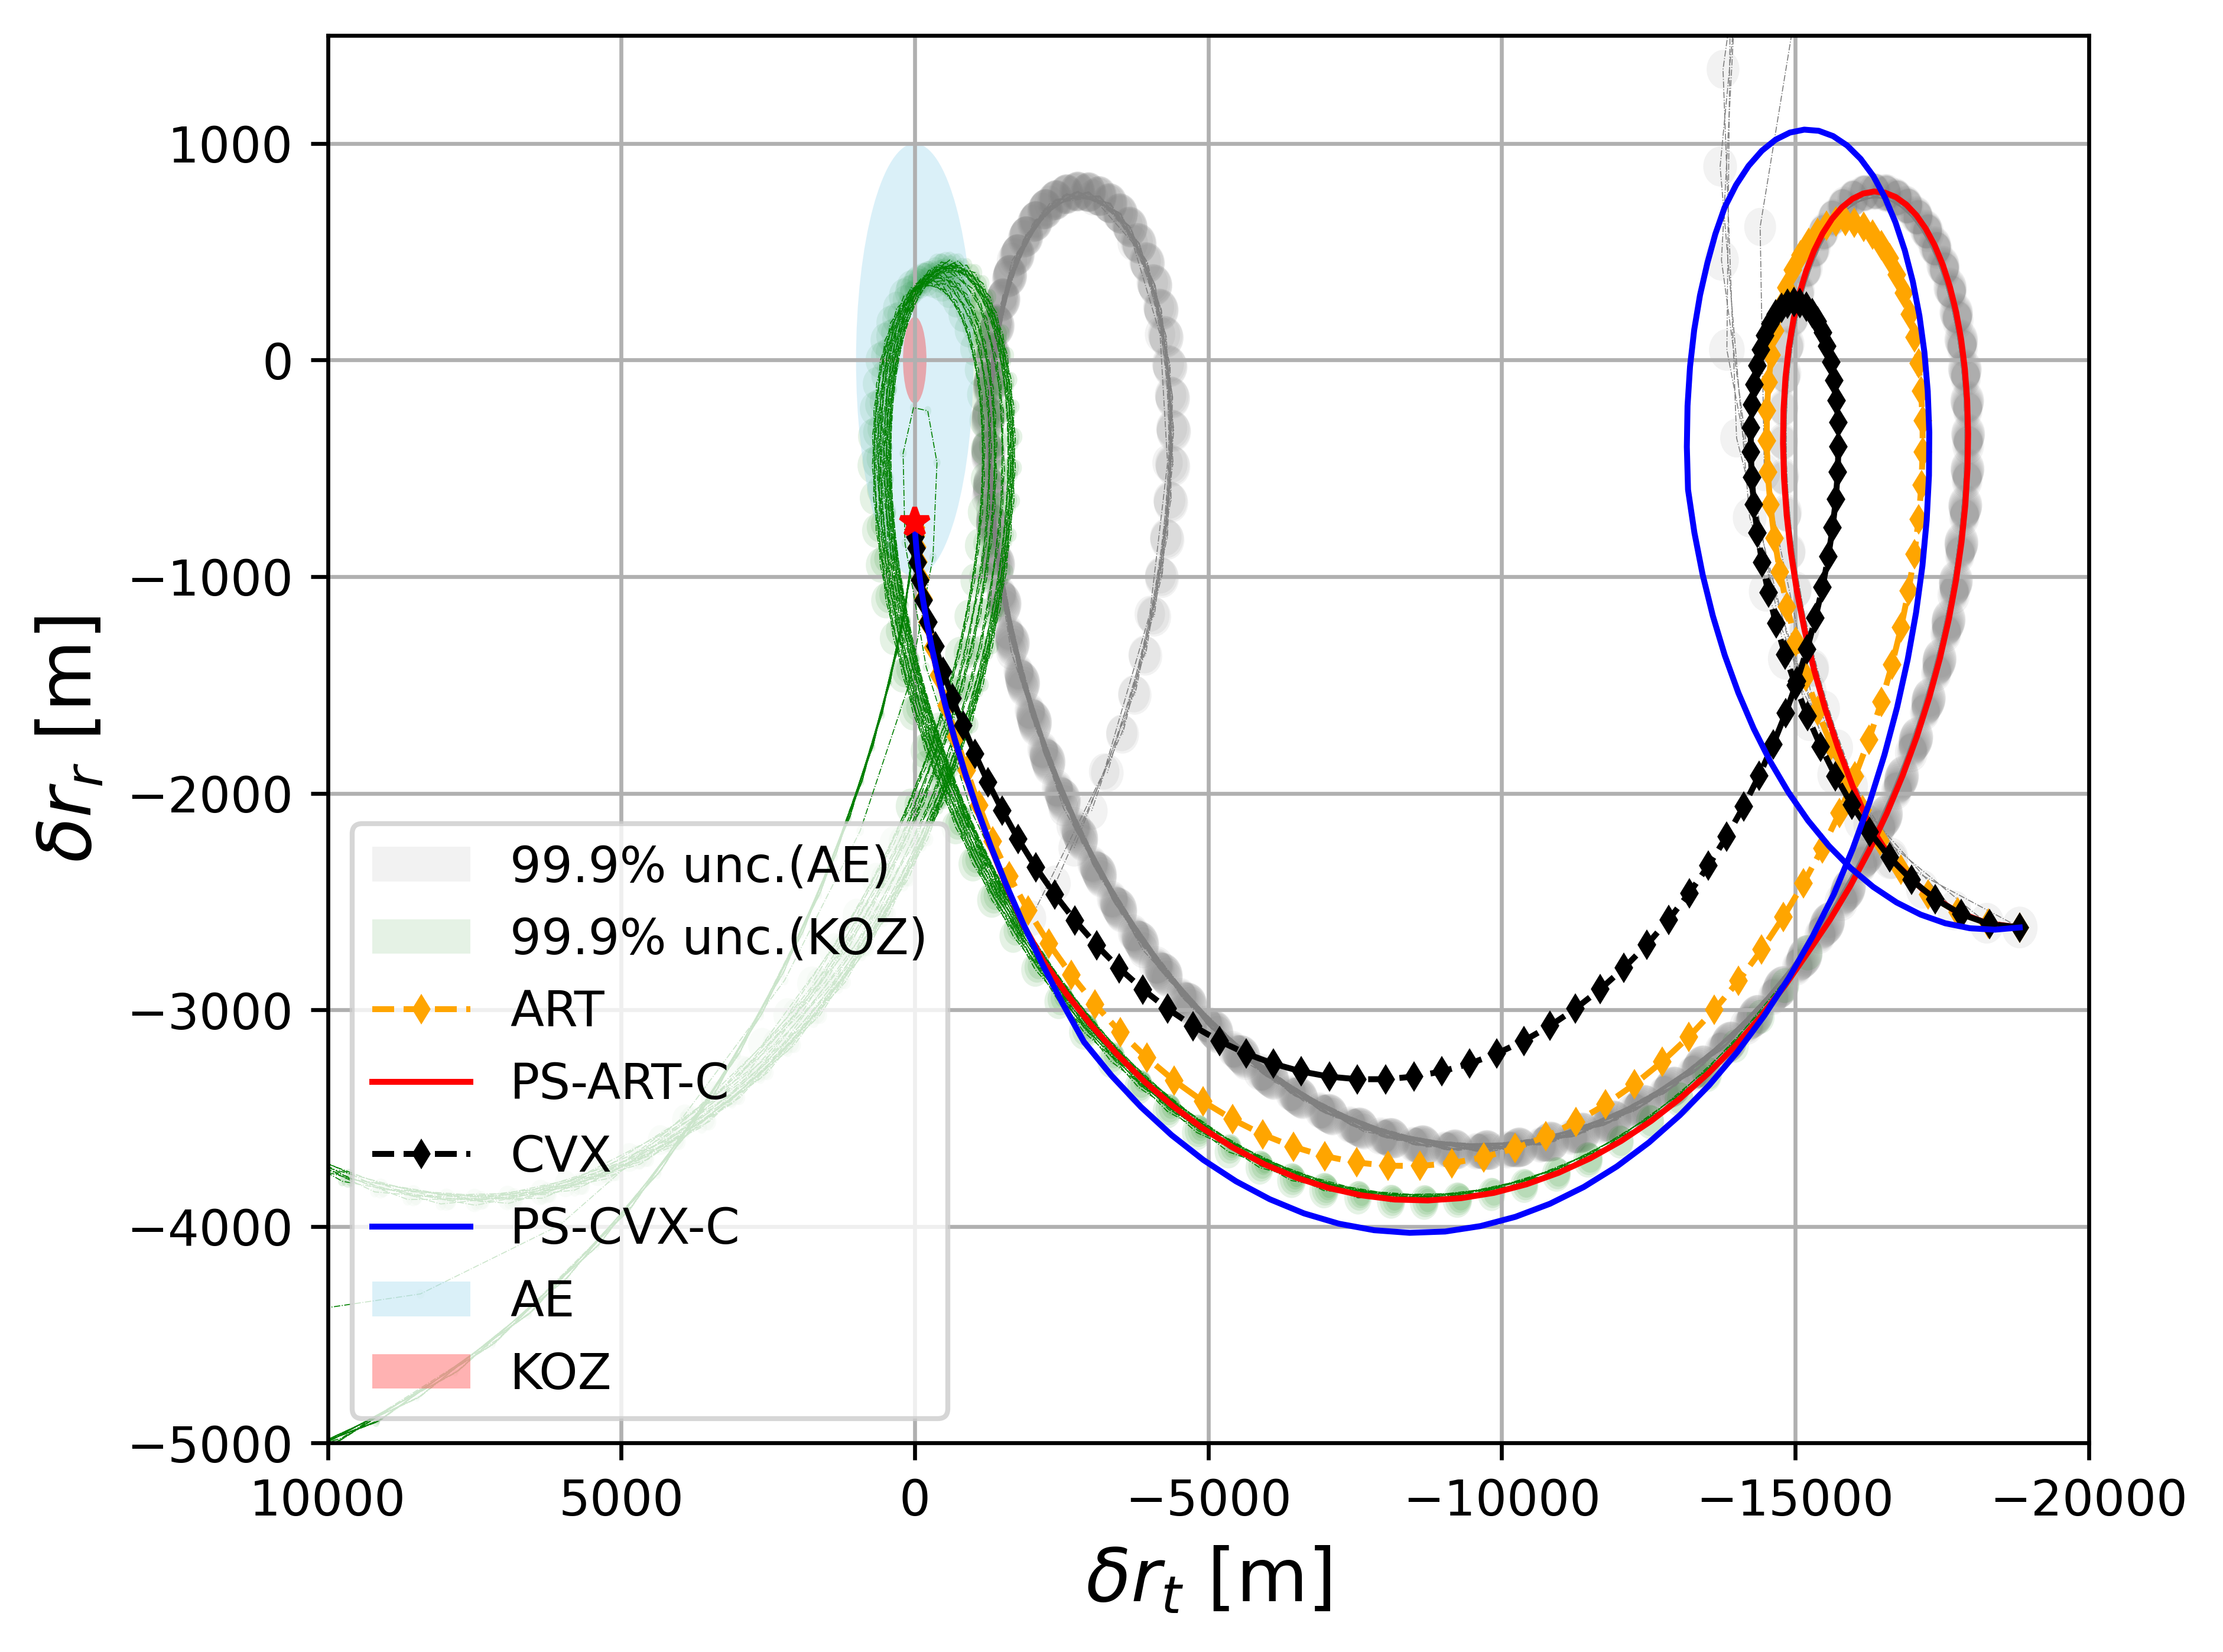 1000
0
−1000
−2000
−3000
−4000
−5000
δr_r [m]
99.9% unc.(AE)
99.9% unc.(KOZ)
ART
PS-ART-C
CVX
PS-CVX-C
AE
KOZ
10000 5000 0 −5000 −10000 −15000 −20000
δr_t [m]